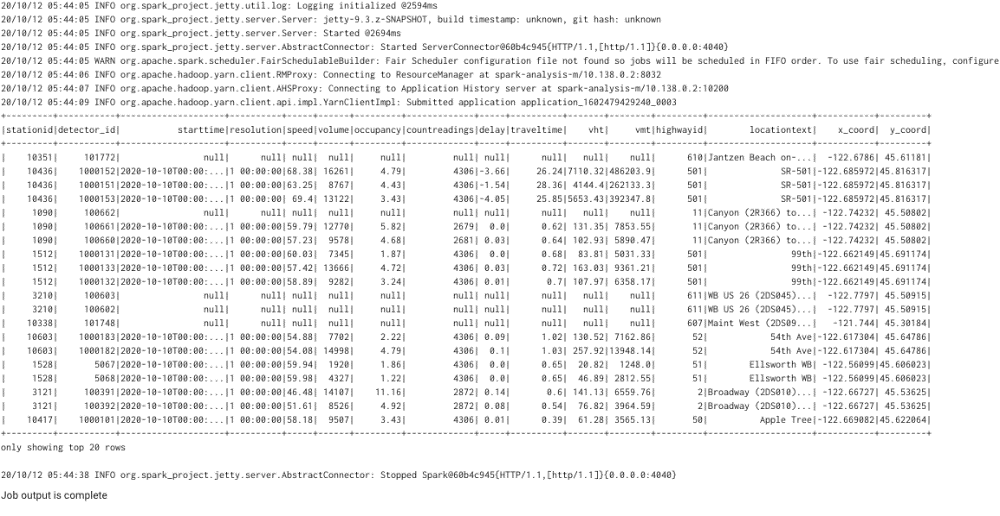 20/10/12 05:44:05 INFO org.spark_project.jetty.util.log: Logging initialized @2594ms
20/10/12 05:44:05 INFO org.spark_project.jetty.server.Server: jetty-9.3.z-SNAPSHOT, build timestamp: unknown, git hash: unknown
20/10/12 05:44:05 INFO org.spark_project.jetty.server.Server: Started @2694ms
20/10/12 05:44:05 INFO org.spark_project.jetty.server.AbstractConnector: Started ServerConnector@60b4c945{HTTP/1.1,[http/1.1]}{0.0.0.0:4040}
20/10/12 05:44:05 WARN org.apache.spark.scheduler.FairSchedulableBuilder: Fair Scheduler configuration file not found so jobs will be scheduled in FIFO order. To use fair scheduling, configure
20/10/12 05:44:06 INFO org.apache.hadoop.yarn.client.RMProxy: Connecting to ResourceManager at spark-analysis-m/10.138.0.2:8032
20/10/12 05:44:07 INFO org.apache.hadoop.yarn.client.AHSProxy: Connecting to Application History server at spark-analysis-m/10.138.0.2:10200
20/10/12 05:44:09 INFO org.apache.hadoop.yarn.client.api.impl.YarnClientImpl: Submitted application application_1602479429240_0003
|stationid|detector_id| starttime|resolution|speed|volume|occupancy|countreadings|delay|traveltime| vht| vmt|highwayid| locationtext| x_coord| y_coord|
| 10351| 101772| null| null| null| null| null| null| null| null| null| null| 610|Jantzen Beach on-...| -122.6786| 45.61181|
| 10436| 1000152|2020-10-10T00:00:...|1 00:00:00|68.38| 16261| 4.79| 4306|-3.66| 26.24|7110.32|486203.9| 501| SR-501|-122.685972|45.816317|
| 10436| 1000151|2020-10-10T00:00:...|1 00:00:00|63.25| 8767| 4.43| 4306|-1.54| 28.36| 4144.4|262133.3| 501| SR-501|-122.685972|45.816317|
| 10436| 1000153|2020-10-10T00:00:...|1 00:00:00| 69.4| 13122| 3.43| 4306|-4.05| 25.85|5653.43|392347.8| 501| SR-501|-122.685972|45.816317|
| 1090| 100662| null| null| null| null| null| null| null| null| null| null| 11|Canyon (2R366) to...| -122.74232| 45.50802|
| 1090| 100661|2020-10-10T00:00:...|1 00:00:00|59.79| 12770| 5.82| 2679| 0.0| 0.62| 131.35| 7853.55| 11|Canyon (2R366) to...| -122.74232| 45.50802|
| 1090| 100660|2020-10-10T00:00:...|1 00:00:00|57.23| 9578| 4.68| 2681| 0.03| 0.64| 102.93| 5890.47| 11|Canyon (2R366) to...| -122.74232| 45.50802|
| 1512| 1000131|2020-10-10T00:00:...|1 00:00:00|60.03| 7345| 1.87| 4306| 0.0| 0.68| 83.81| 5031.33| 501| 99th|-122.662149|45.691174|
| 1512| 1000133|2020-10-10T00:00:...|1 00:00:00|57.42| 13666| 4.72| 4306| 0.03| 0.72| 163.03| 9361.21| 501| 99th|-122.662149|45.691174|
| 1512| 1000132|2020-10-10T00:00:...|1 00:00:00|58.89| 9282| 3.24| 4306| 0.01| 0.7| 107.97| 6358.17| 501| 99th|-122.662149|45.691174|
| 3210| 100603| null| null| null| null| null| null| null| null| null| null| 611|WB US 26 (2DS045)...| -122.7797| 45.50915|
| 3210| 100602| null| null| null| null| null| null| null| null| null| null| 611|WB US 26 (2DS045)...| -122.7797| 45.50915|
| 10338| 101748| null| null| null| null| null| null| null| null| null| null| 607|Maint West (2DS09...| -121.744| 45.30184|
| 10603| 1000183|2020-10-10T00:00:...|1 00:00:00|54.88| 7702| 2.22| 4306| 0.09| 1.02| 130.52| 7162.86| 52| 54th Ave|-122.617304| 45.64786|
| 10603| 1000182|2020-10-10T00:00:...|1 00:00:00|54.08| 14998| 4.79| 4306| 0.1| 1.03| 257.92|13948.14| 52| 54th Ave|-122.617304| 45.64786|
| 1528| 5067|2020-10-10T00:00:...|1 00:00:00|59.94| 1920| 1.86| 4306| 0.0| 0.65| 20.82| 1248.0| 51| Ellsworth WB| -122.56099|45.606023|
| 1528| 5068|2020-10-10T00:00:...|1 00:00:00|59.98| 4327| 1.22| 4306| 0.0| 0.65| 46.89| 2812.55| 51| Ellsworth WB| -122.56099|45.606023|
| 3121| 100391|2020-10-10T00:00:...|1 00:00:00|46.48| 14107| 11.16| 2872| 0.14| 0.6| 141.13| 6559.76| 2|Broadway (2DS010)...| -122.66727| 45.53625|
| 3121| 100392|2020-10-10T00:00:...|1 00:00:00|51.61| 8526| 4.92| 2872| 0.08| 0.54| 76.82| 3964.59| 2|Broadway (2DS010)...| -122.66727| 45.53625|
| 10417| 1000101|2020-10-10T00:00:...|1 00:00:00|58.18| 9507| 3.43| 4306| 0.01| 0.39| 61.28| 3565.13| 50| Apple Tree|-122.669082|45.622064|
only showing top 20 rows
20/10/12 05:44:38 INFO org.spark_project.jetty.server.AbstractConnector: Stopped Spark@60b4c945{HTTP/1.1,[http/1.1]}{0.0.0.0:4040}
Job output is complete